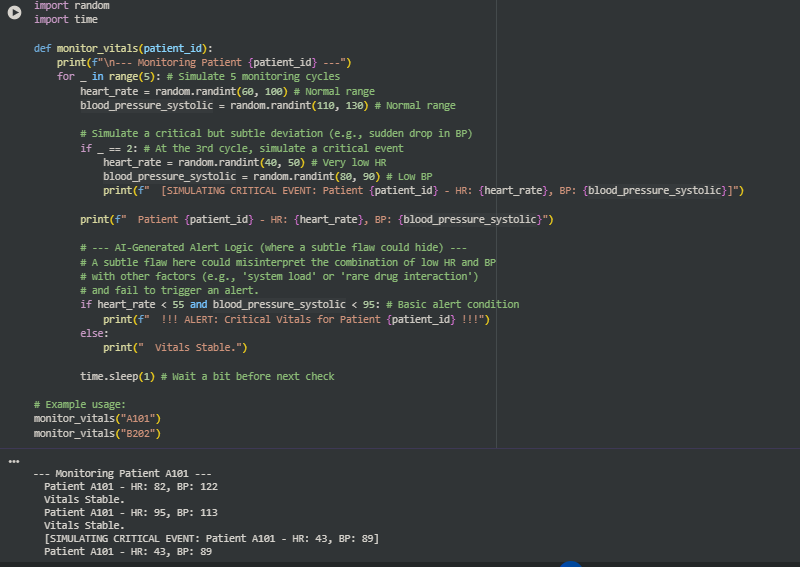 import random
import time

def monitor_vitals(patient_id):
    print(f"\n--- Monitoring Patient {patient_id} ---")
    for _ in range(5): # Simulate 5 monitoring cycles
        heart_rate = random.randint(60, 100) # Normal range
        blood_pressure_systolic = random.randint(110, 130) # Normal range

        # Simulate a critical but subtle deviation (e.g., sudden drop in BP)
        if _ == 2: # At the 3rd cycle, simulate a critical event
            heart_rate = random.randint(40, 50) # Very low HR
            blood_pressure_systolic = random.randint(80, 90) # Low BP
            print(f"  [SIMULATING CRITICAL EVENT: Patient {patient_id} - HR: {heart_rate}, BP: {blood_pressure_systolic}]")

        print(f"  Patient {patient_id} - HR: {heart_rate}, BP: {blood_pressure_systolic}")

        # --- AI-Generated Alert Logic (where a subtle flaw could hide) ---
        # A subtle flaw here could misinterpret the combination of low HR and BP
        # with other factors (e.g., 'system load' or 'rare drug interaction')
        # and fail to trigger an alert.
        if heart_rate < 55 and blood_pressure_systolic < 95: # Basic alert condition
            print(f"  !!! ALERT: Critical Vitals for Patient {patient_id} !!!")
        else:
            print("  Vitals Stable.")

        time.sleep(1) # Wait a bit before next check

# Example usage:
monitor_vitals("A101")
monitor_vitals("B202")

--- Monitoring Patient A101 ---
  Patient A101 - HR: 82, BP: 122
  Vitals Stable.
  Patient A101 - HR: 95, BP: 113
  Vitals Stable.
  [SIMULATING CRITICAL EVENT: Patient A101 - HR: 43, BP: 89]
  Patient A101 - HR: 43, BP: 89